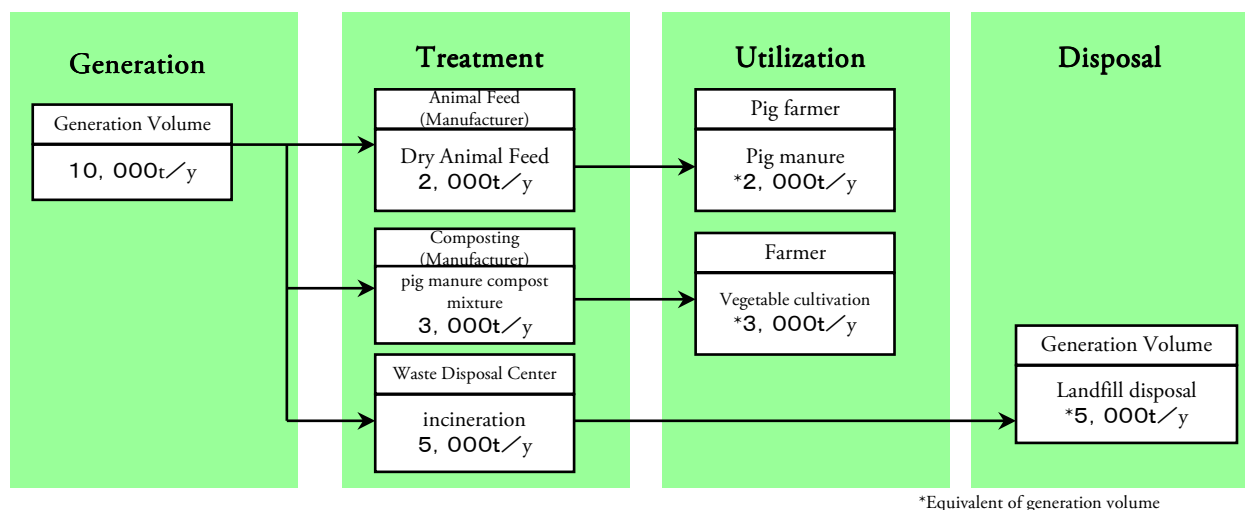 Generation
Generation Volume
10, 000t／y
Treatment
Animal Feed
(Manufacturer)
Dry Animal Feed
2, 000t／y
Composting
(Manufacturer)
pig manure compost
mixture
3, 000t／y
Waste Disposal Center
incineration
5, 000t／y
Utilization
Pig farmer
Pig manure
*2, 000t／y
Farmer
Vegetable cultivation
*3, 000t／y
Disposal
Generation Volume
Landfill disposal
*5, 000t／y
*Equivalent of generation volume